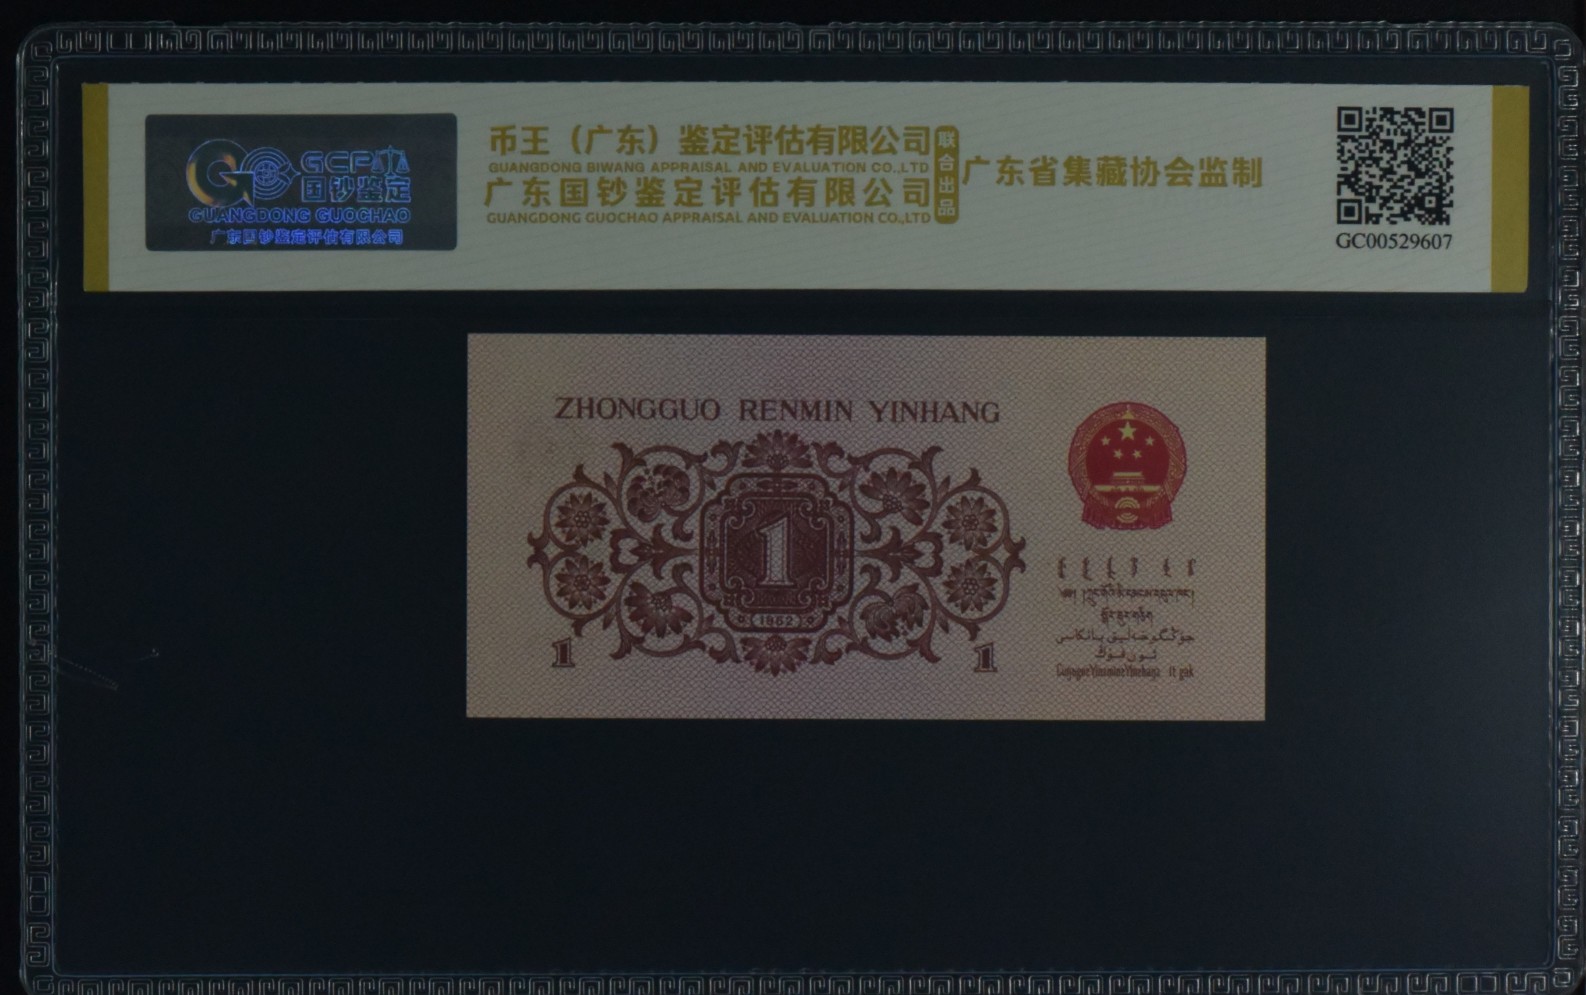 GCEP
国钞鉴定
GUANGDONG GUOCHAO
广东国钞鉴定评估有限公司
币王（广东）鉴定评估有限公司
GUANGDONG BIWANG APPRAISAL AND EVALUATION CO.,LTD
广东国钞鉴定评估有限公司
GUANGDONG GUOCHAO APPRAISAL AND EVALUATION CO.,LTD
联合出品
广东省集藏协会监制
GC00529607
ZHONGGUO RENMIN YINHANG
1
1962
1
1
جۇڭگو خەلىق بانكاسى